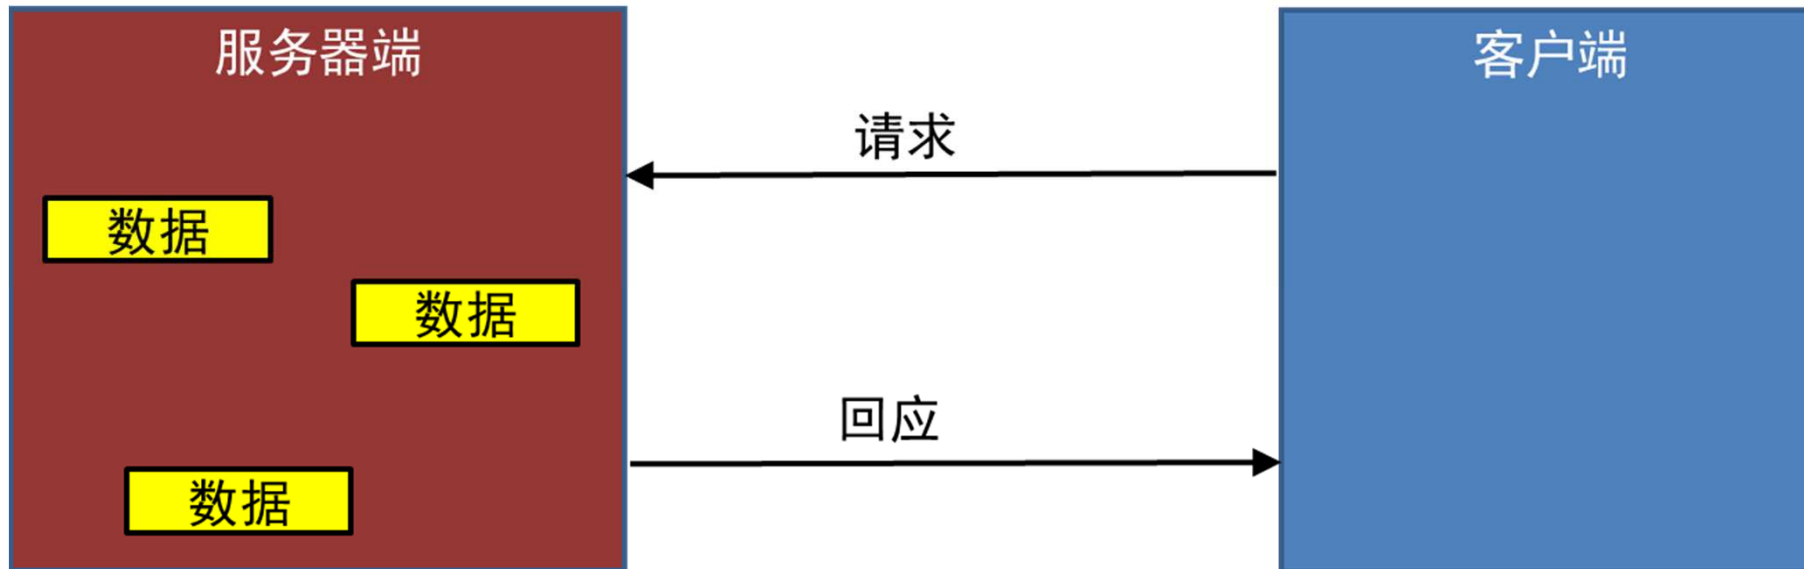 服务器端
客户端
请求
数据
数据
回应
数据